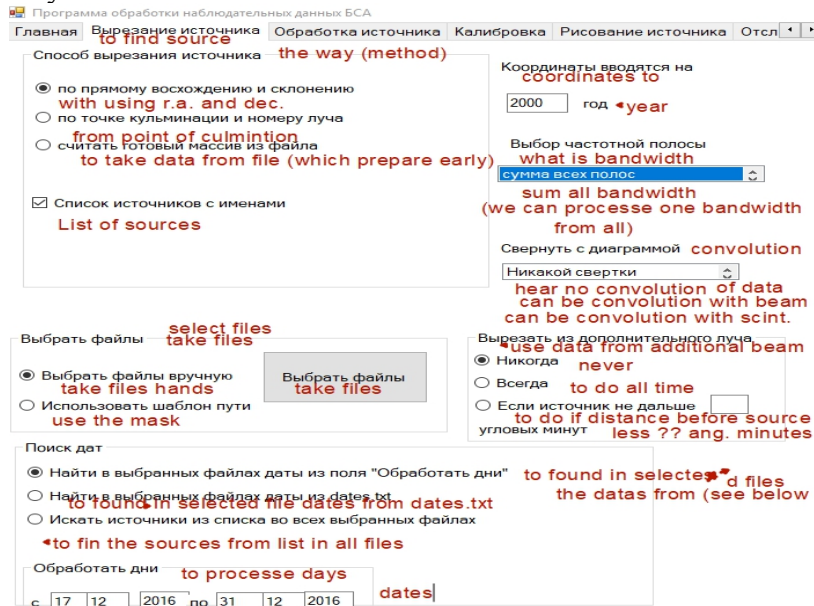 Программа обработки наблюдательных данных БСА
Главная Вырезание источника Обработка источника Калибровка Рисование источника Отсл
to find source
Способ вырезания источника the way (method)
по прямому восхождению и склонению
with using r.a. and dec.
по точке кульминации и номеру луча
from point of culmintion
считать готовый массив из файла
to take data from file (which prepare early)
Список источников с именами
List of sources
Координаты вводятся на
coordinates to
2000 год year
Выбор частотной полосы
what is bandwidth
сумма всех полос
sum all bandwidth
(we can processe one bandwidth
from all)
Свернуть с диаграммой convolution
Никакой свертки
hear no convolution of data
can be convolution with beam
can be convolution with scint.
Выбрать файлы select files
take files
Выбрать файлы вручную
take files hands
Использовать шаблон пути
use the mask
Выбрать файлы
take files
Вырезать из дополнительного луча
use data from additional beam
Никогда
never
Всегда to do all time
Если источник не дальше
to do if distance before source
угловых минут less ?? ang. minutes
Поиск дат
Найти в выбранных файлах даты из поля "Обработать дни" to found in selectes d files
the datas from (see below
Найти в выбранных файлах даты из dates.txt
to found in selected file dates from dates.txt
Искать источники из списка во всех выбранных файлах
to fin the sources from list in all files
Обработать дни to processe days
с 17 12 2016 по 31 12 2016 dates